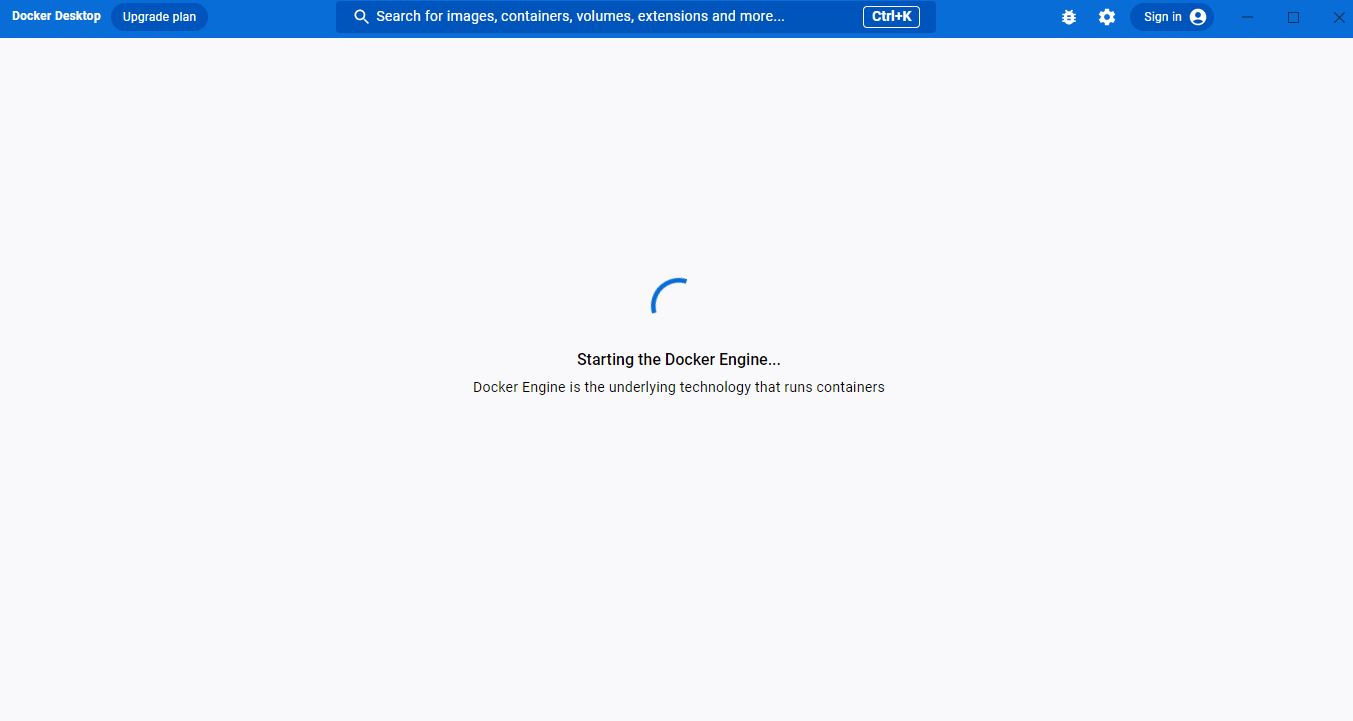 Docker Desktop Upgrade plan Search for images, containers, volumes, extensions and more... Ctrl+K Sign in
Starting the Docker Engine...
Docker Engine is the underlying technology that runs containers